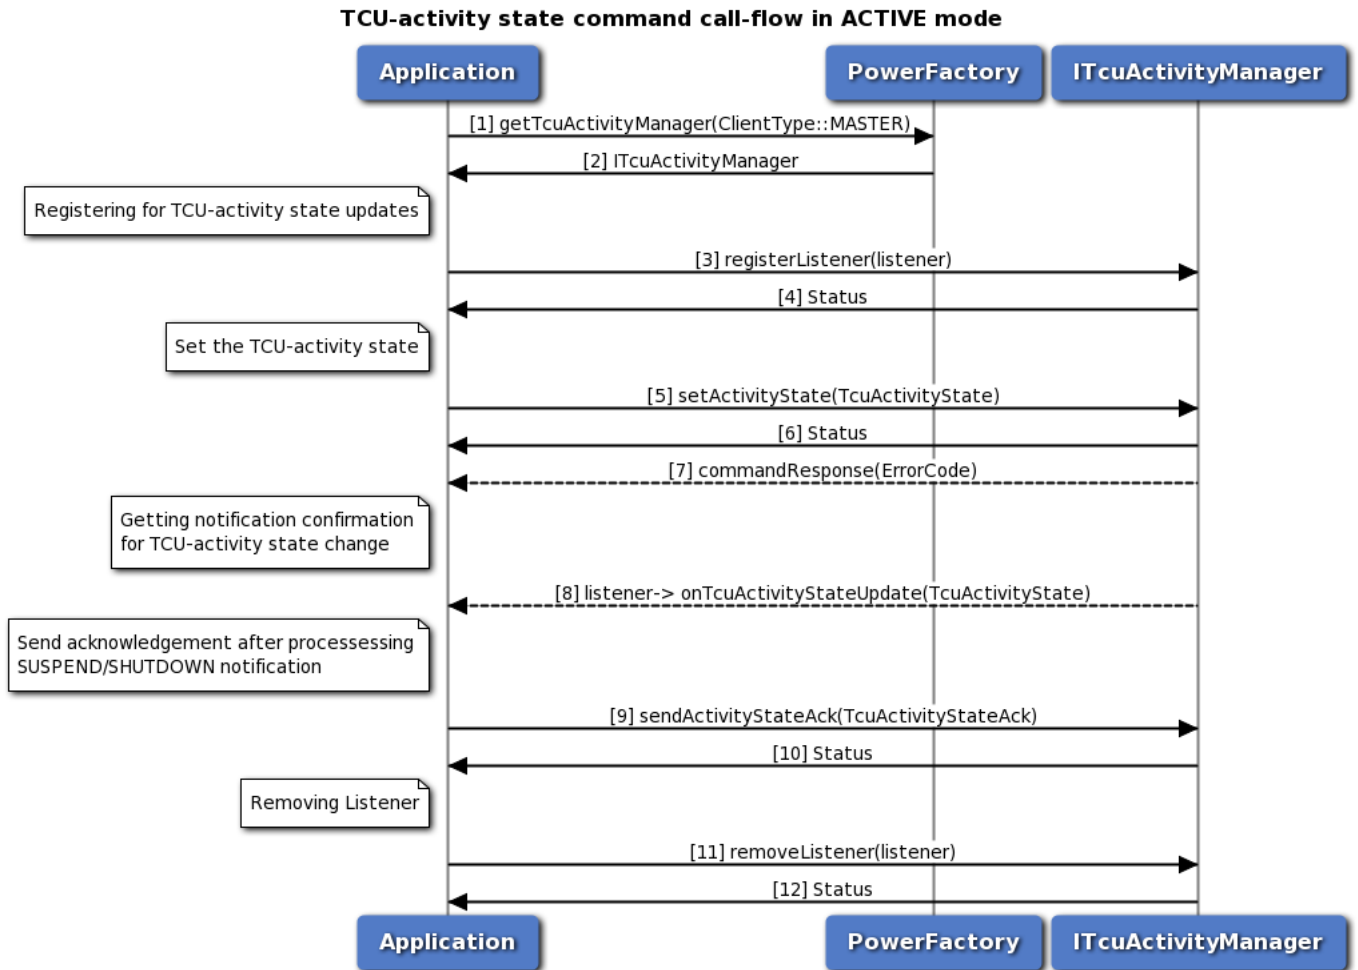 TCU-activity state command call-flow in ACTIVE mode
Application
PowerFactory
ITcuActivityManager
[1] getTcuActivityManager(ClientType::MASTER)
[2] ITcuActivityManager
Registering for TCU-activity state updates
[3] registerListener(listener)
[4] Status
Set the TCU-activity state
[5] setActivityState(TcuActivityState)
[6] Status
[7] commandResponse(ErrorCode)
Getting notification confirmation
for TCU-activity state change
[8] listener-> onTcuActivityStateUpdate(TcuActivityState)
Send acknowledgement after processessing
SUSPEND/SHUTDOWN notification
[9] sendActivityStateAck(TcuActivityStateAck)
[10] Status
Removing Listener
[11] removeListener(listener)
[12] Status
Application
PowerFactory
ITcuActivityManager